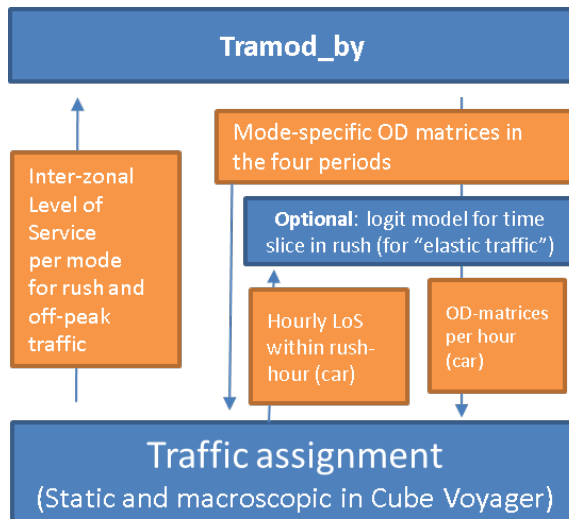 Tramod_by
Mode-specific OD matrices in
the four periods
Inter-zonal
Level of
Service
per mode
for rush and
off-peak
traffic
Optional: logit model for time
slice in rush (for “elastic traffic”)
Hourly LoS
within rush-
hour (car)
OD-matrices
per hour
(car)
Traffic assignment
(Static and macroscopic in Cube Voyager)